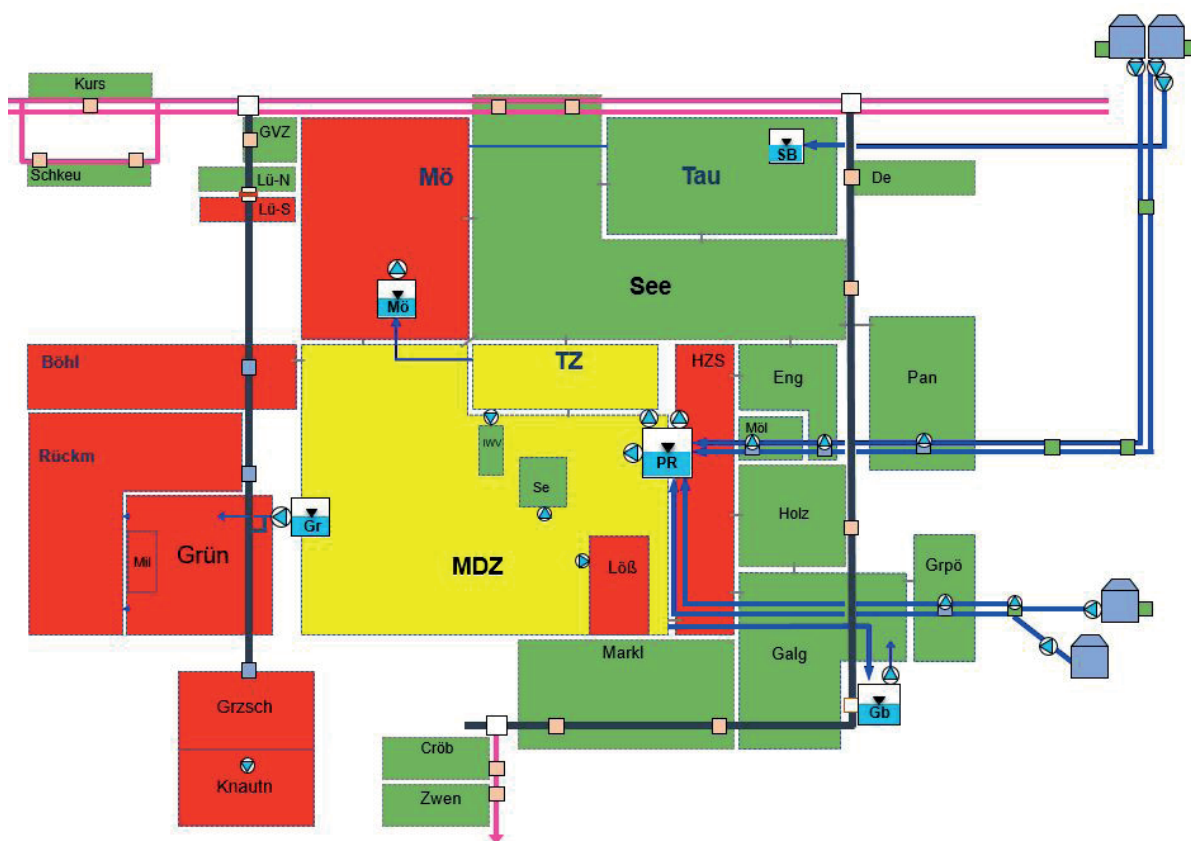 Kurs
GVZ
Schkeu
Lü-N
Lü-S
Mö
Tau
SB
De
See
Mö
Böhl
TZ
HZS
Eng
Pan
Möl
IWV
PR
Rückm
Se
Holz
Gr
Grün
Mil
MDZ
Löß
Grpö
Markl
Galg
Grzsch
Gb
Cröb
Knautn
Zwen